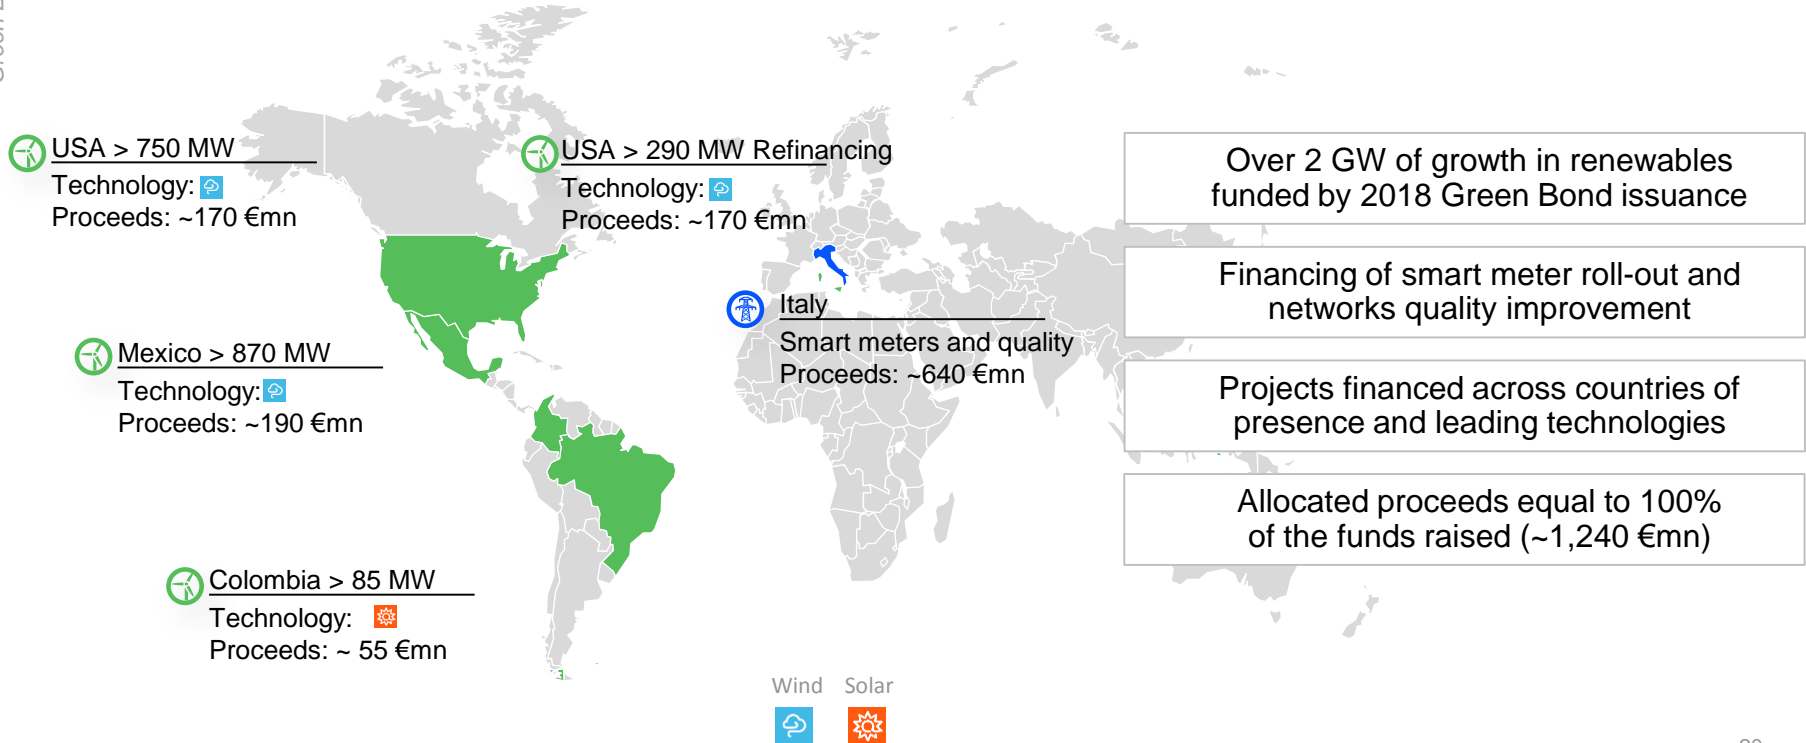 USA > 750 MW
Technology:
Proceeds: ~170 €mn
USA > 290 MW Refinancing
Technology:
Proceeds: ~170 €mn
Italy
Smart meters and quality
Proceeds: ~640 €mn
Mexico > 870 MW
Technology:
Proceeds: ~190 €mn
Colombia > 85 MW
Technology:
Proceeds: ~ 55 €mn
Over 2 GW of growth in renewables
funded by 2018 Green Bond issuance
Financing of smart meter roll-out and
networks quality improvement
Projects financed across countries of
presence and leading technologies
Allocated proceeds equal to 100%
of the funds raised (~1,240 €mn)
Wind Solar